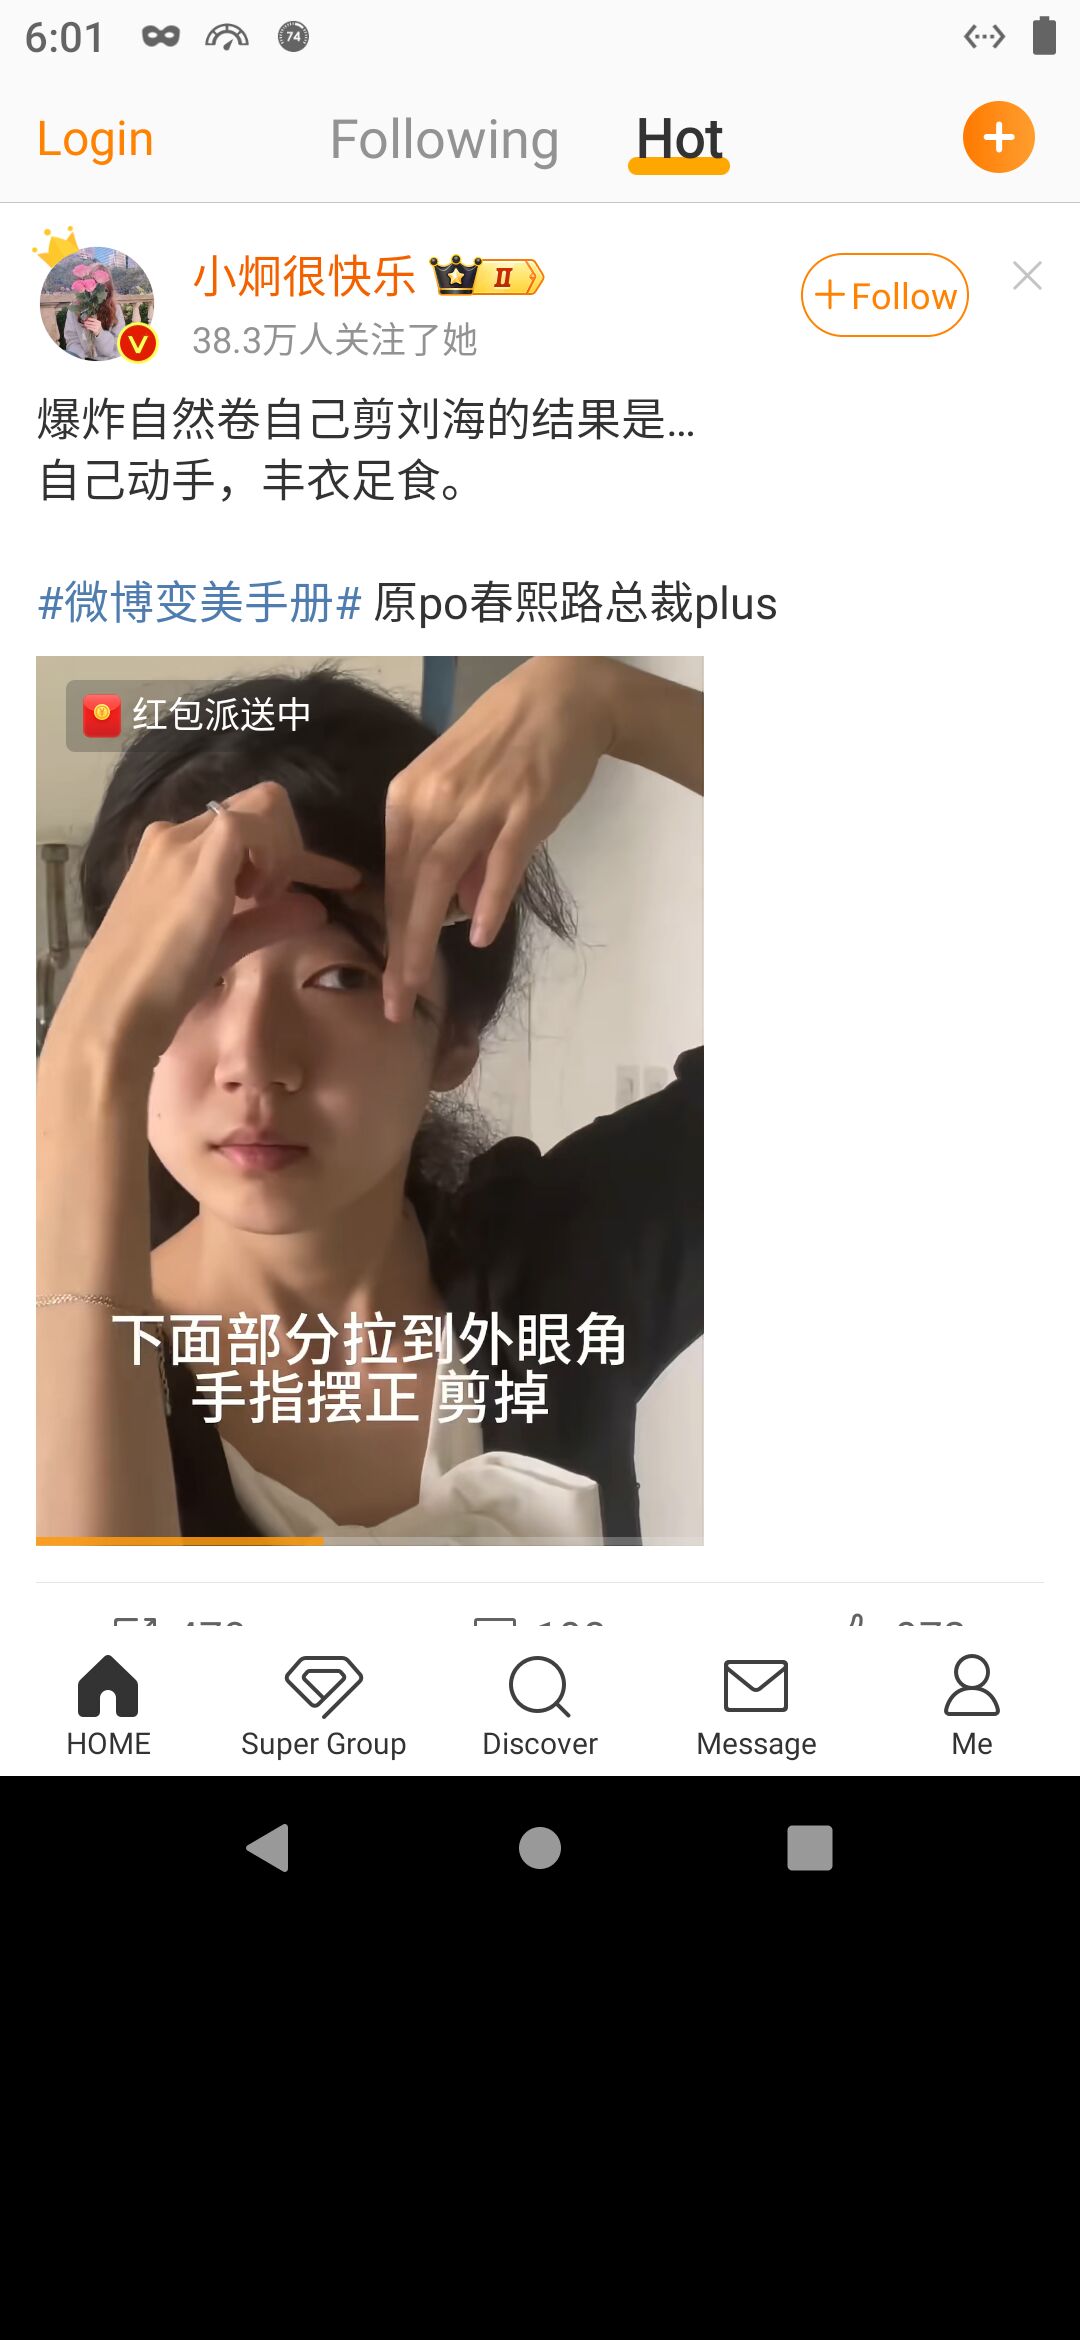 6:01
74
Login
Following
Hot
小炯很快乐
II
Follow
38.3万人关注了她
爆炸自然卷自己剪刘海的结果是...
自己动手，丰衣足食。
#微博变美手册# 原po春熙路总裁plus
红包派送中
下面部分拉到外眼角
手指摆正 剪掉
HOME
Super Group
Discover
Message
Me